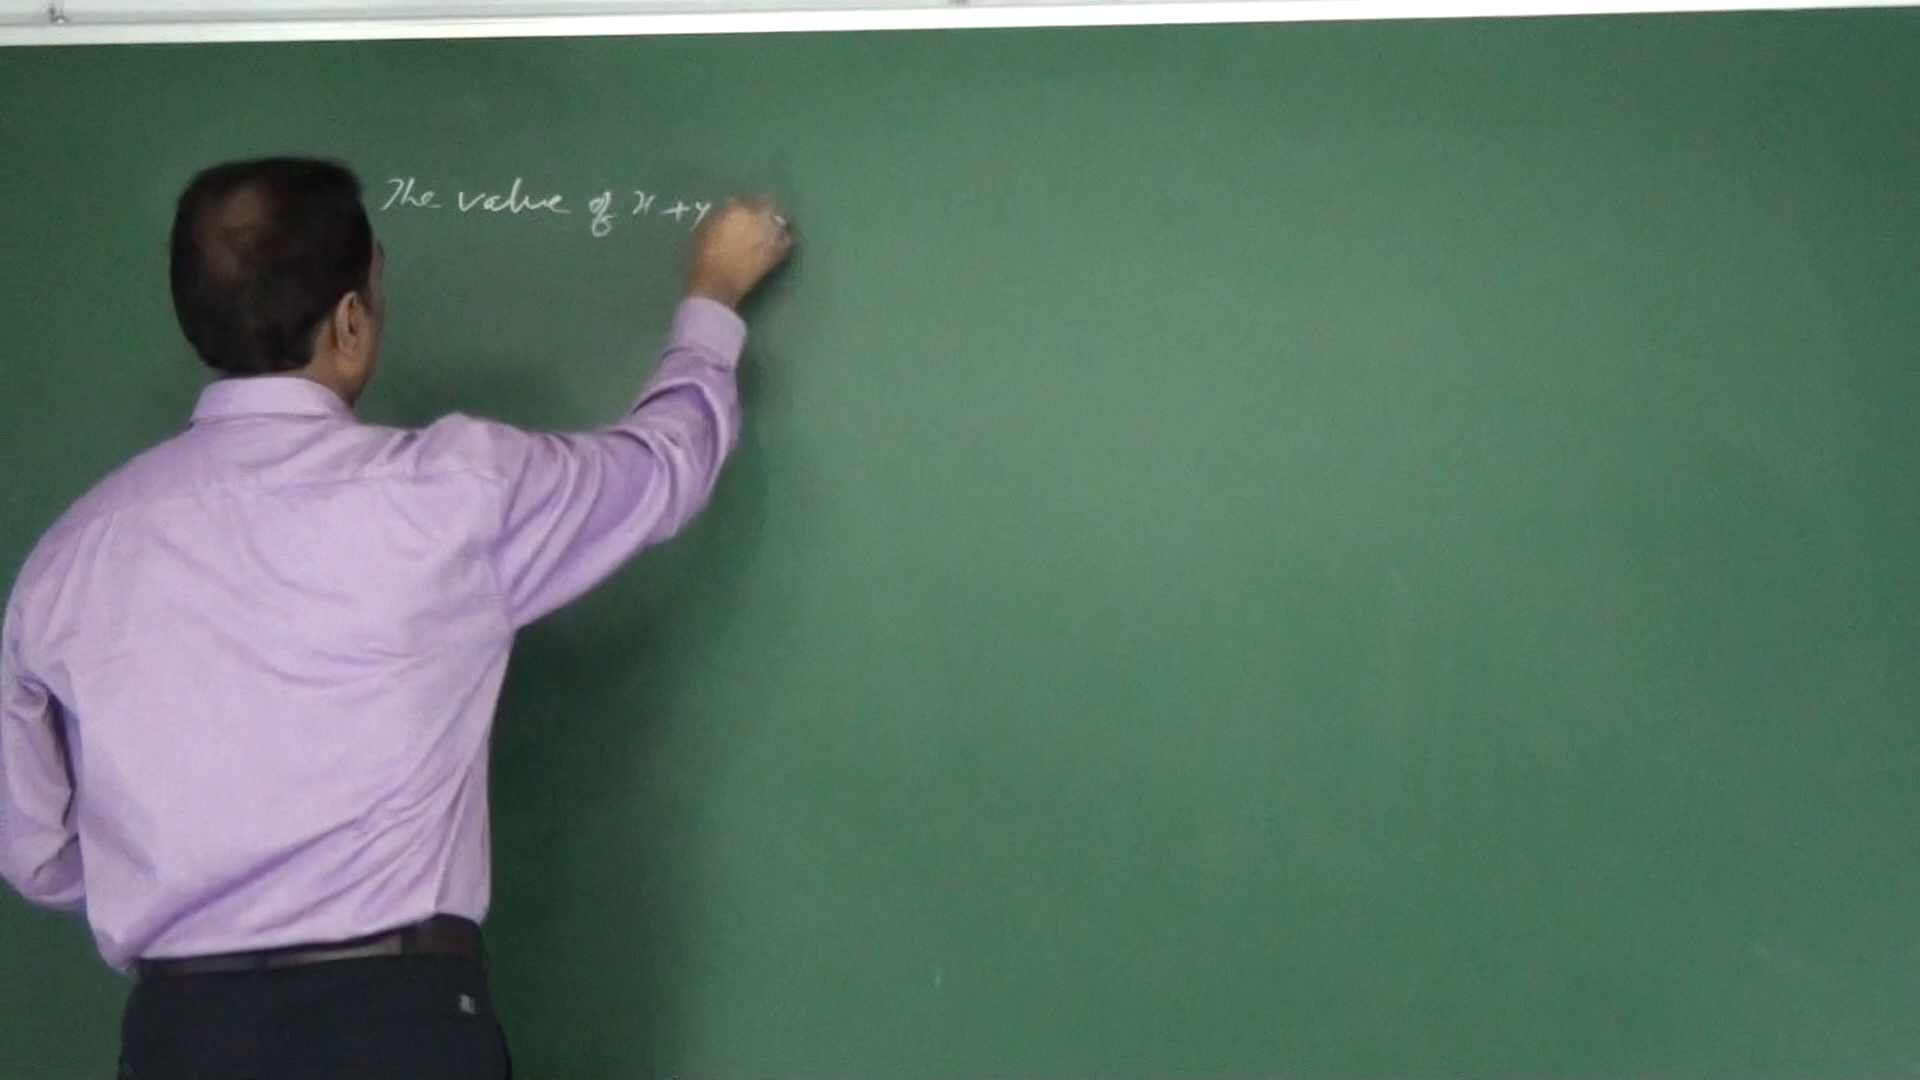 The value of x + y